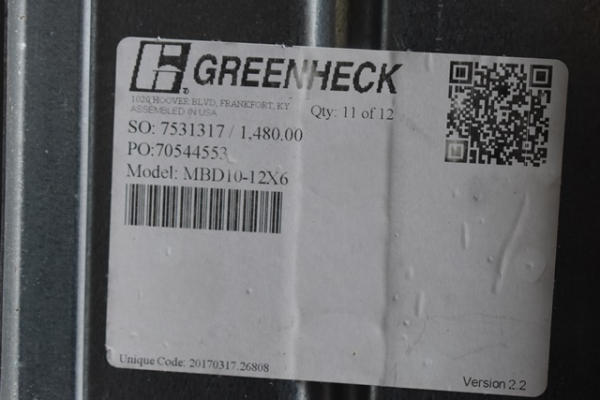 GREENHECK
1020 HOOVER BLVD, FRANKFORT, KY
ASSEMBLED IN USA
Qty: 11 of 12
SO: 7531317 / 1,480.00
PO:70544553
Model: MBD10-12X6
Unique Code: 20170317.26808
Version 2.2